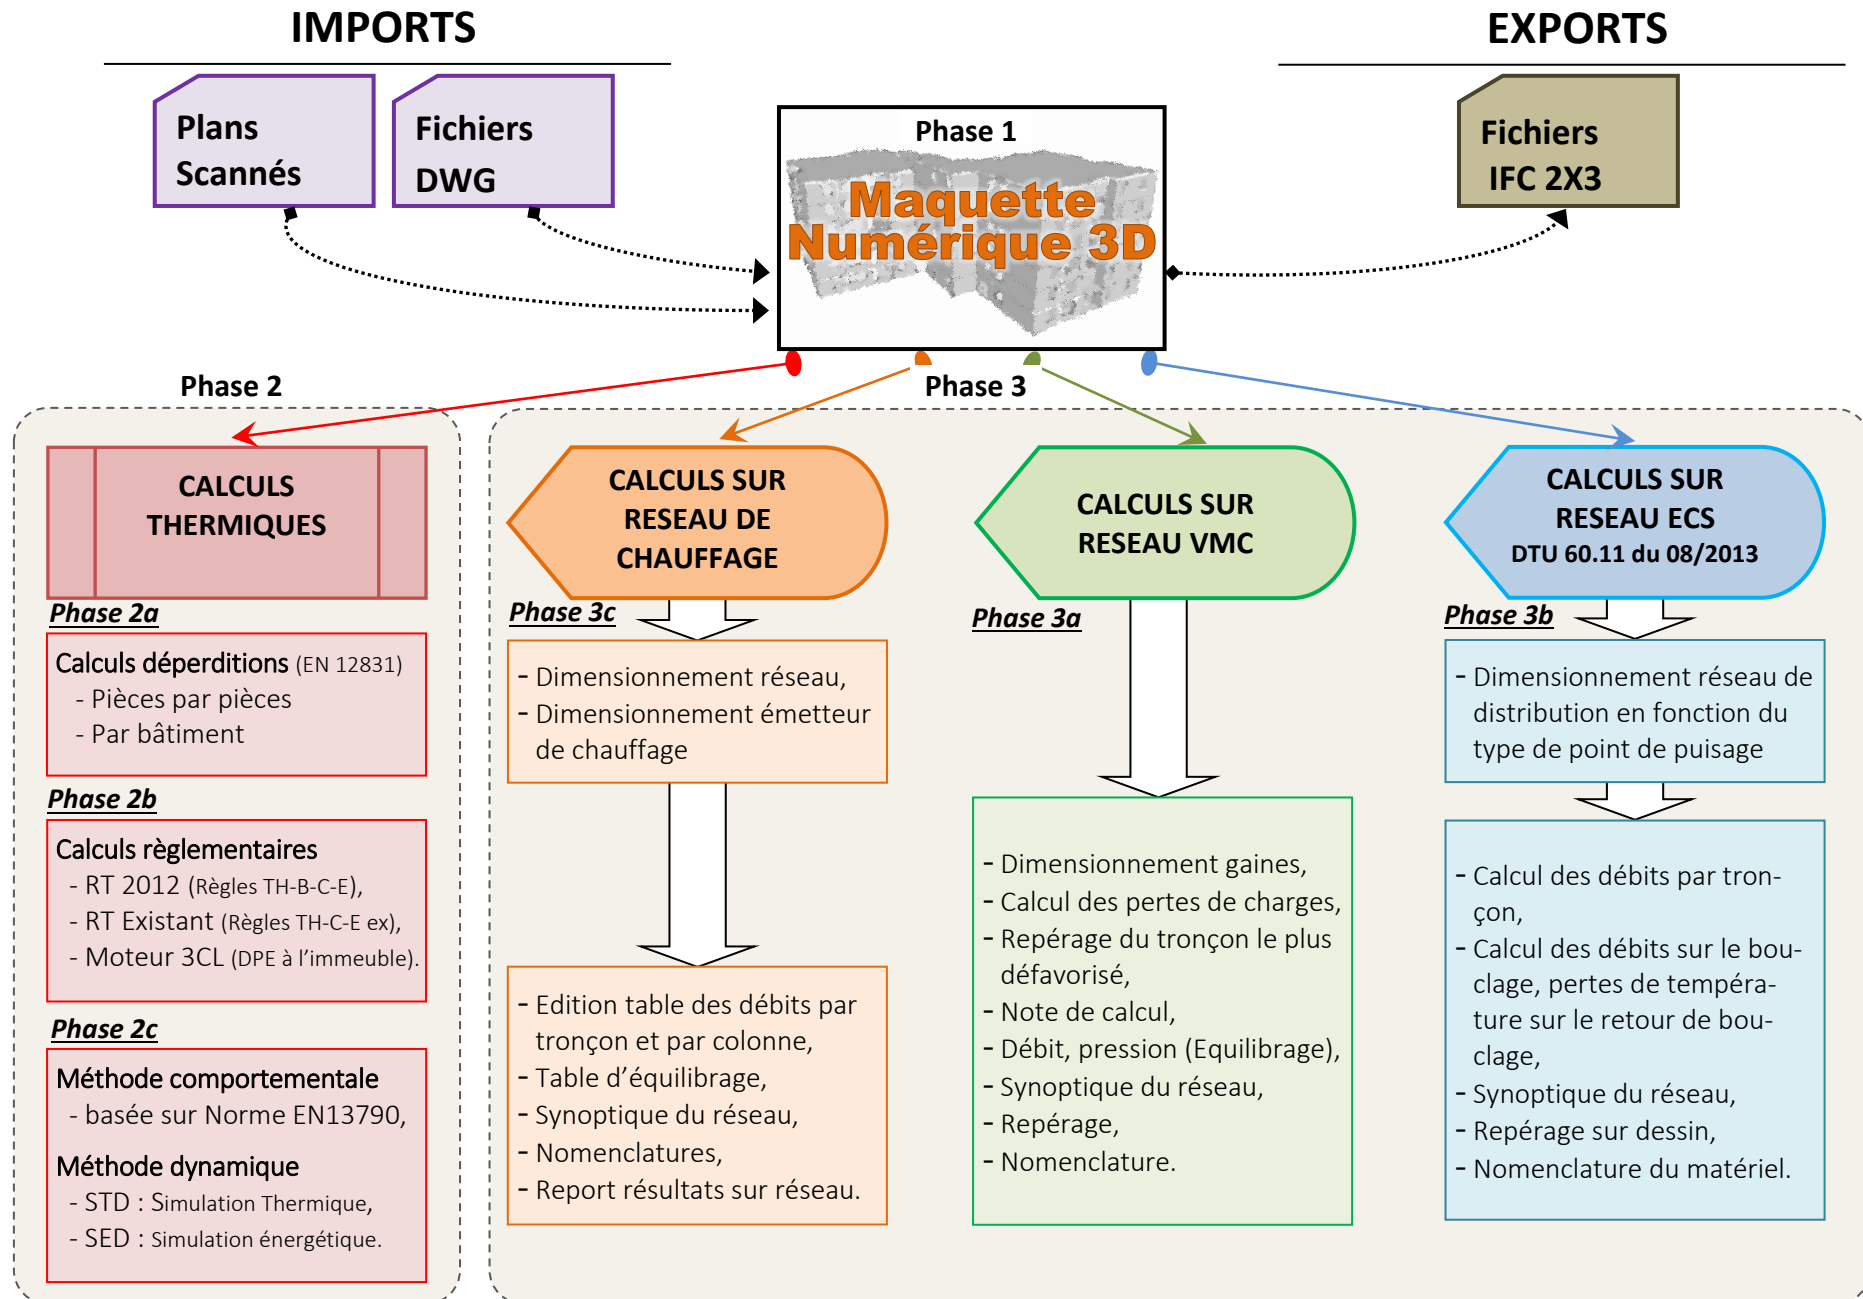 IMPORTS
EXPORTS
Plans
Scannés
Fichiers
DWG
Phase 1
Maquette
Numérique 3D
Fichiers
IFC 2X3
Phase 2
Phase 3
CALCULS
THERMIQUES
Phase 2a
Calculs déperditions (EN 12831)
- Pièces par pièces
- Par bâtiment
Phase 2b
Calculs règlementaires
- RT 2012 (Règles TH-B-C-E),
- RT Existant (Règles TH-C-E ex),
- Moteur 3CL (DPE à l'immeuble).
Phase 2c
Méthode comportementale
- basée sur Norme EN13790,
Méthode dynamique
- STD : Simulation Thermique,
- SED : Simulation énergétique.
CALCULS SUR
RESEAU DE
CHAUFFAGE
Phase 3c
- Dimensionnement réseau,
- Dimensionnement émetteur
de chauffage
- Edition table des débits par
tronçon et par colonne,
- Table d'équilibrage,
- Synoptique du réseau,
- Nomenclatures,
- Report résultats sur réseau.
CALCULS SUR
RESEAU VMC
Phase 3a
- Dimensionnement gaines,
- Calcul des pertes de charges,
- Repérage du tronçon le plus
défavorisé,
- Note de calcul,
- Débit, pression (Equilibrage),
- Synoptique du réseau,
- Repérage,
- Nomenclature.
CALCULS SUR
RESEAU ECS
DTU 60.11 du 08/2013
Phase 3b
- Dimensionnement réseau de
distribution en fonction du
type de point de puisage
- Calcul des débits par tron-
çon,
- Calcul des débits sur le bou-
clage, pertes de tempéra-
ture sur le retour de bou-
clage,
- Synoptique du réseau,
- Repérage sur dessin,
- Nomenclature du matériel.